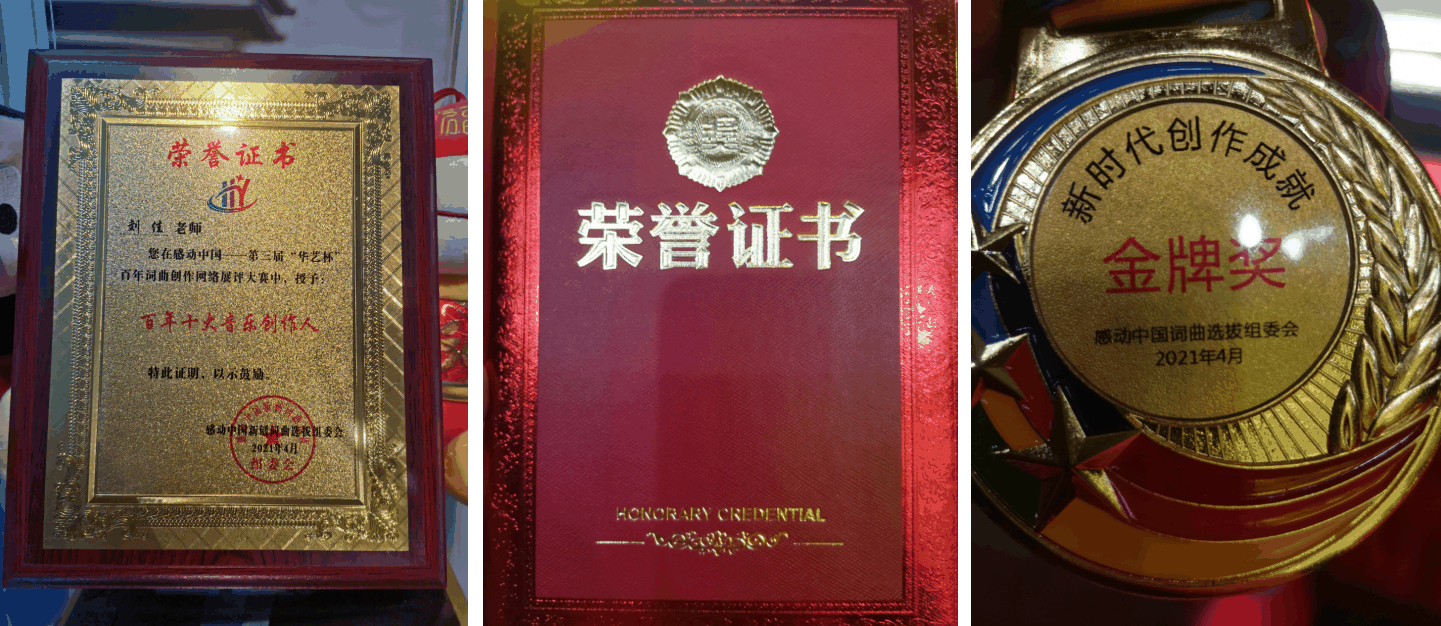 荣誉证书
刘佳 老师
您在感动中国——第三届“华艺杯”
百年词曲创作网络展评大赛中，授予：
百年十大音乐创作人
特此证明，以示鼓励。
感动中国新创词曲选拔组委会
2021年4月
组委会
奖
荣誉证书
HONORARY CREDENTIAL
新时代创作成就
金牌奖
感动中国词曲选拔组委会
2021年4月